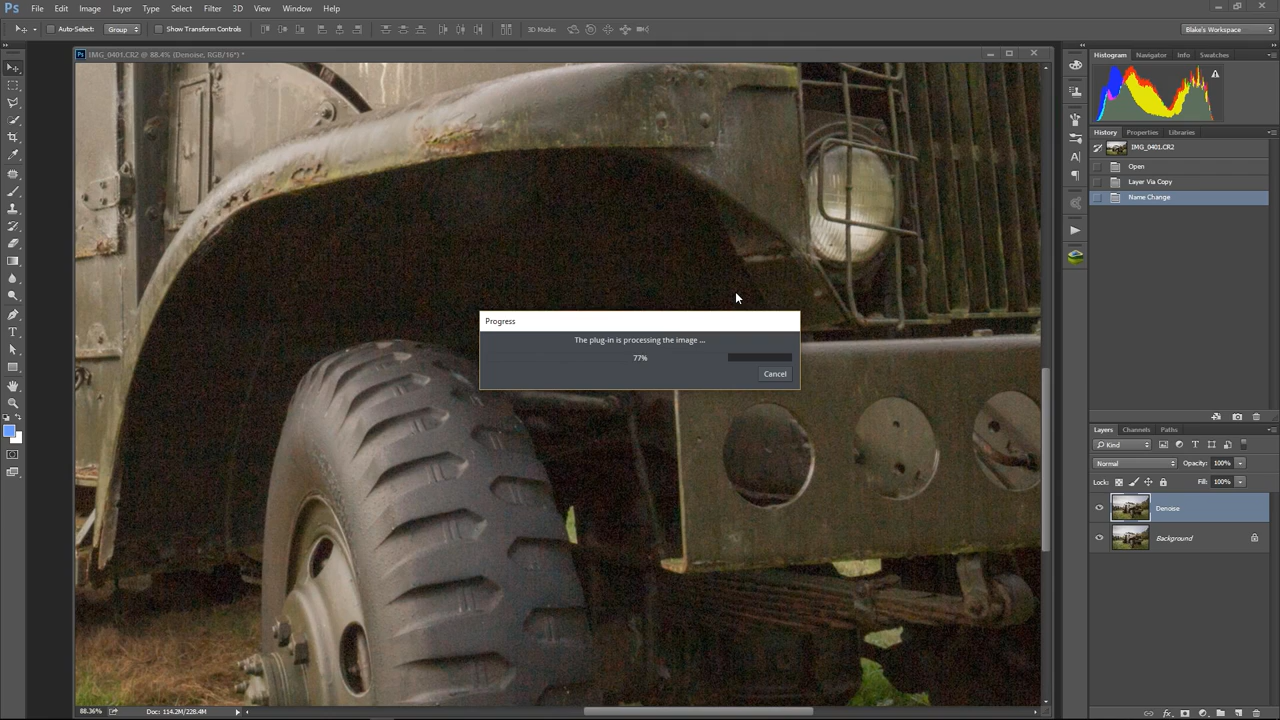 Ps File Edit Image Layer Type Select Filter 3D View Window Help
Auto-Select: Group Show Transform Controls 3D Mode: Blake's Workspace
IMG_0401.CR2 @ 88.4% (Denoise, RGB/16*) *
Histogram Navigator Info Swatches
History Properties Libraries
IMG_0401.CR2
Open
Layer Via Copy
Name Change
Progress
The plug-in is processing the image ...
77%
Cancel
Layers Channels Paths
Kind
Normal Opacity: 100%
Lock: Fill: 100%
Denoise
Background
88.36% Doc: 114.2M/228.4M